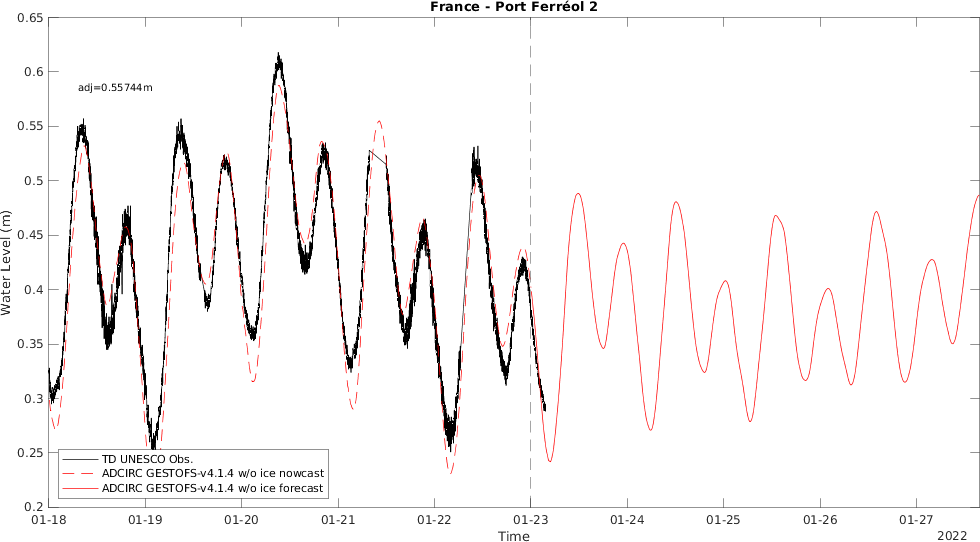 France - Port Ferréol 2
0.65
0.6
0.55
0.5
0.45
0.4
0.35
0.3
0.25
0.2
Water Level (m)
adj=0.55744m
TD UNESCO Obs.
ADCIRC GESTOFS-v4.1.4 w/o ice nowcast
ADCIRC GESTOFS-v4.1.4 w/o ice forecast
01-18 01-19 01-20 01-21 01-22 01-23 01-24 01-25 01-26 01-27
Time
2022